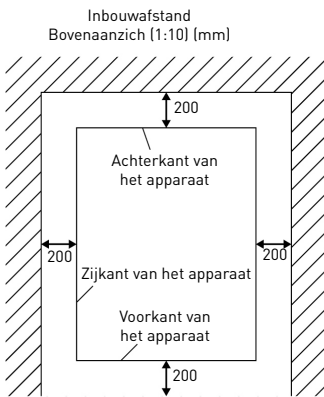 Inbouwafstand
Bovenaanzich (1:10) (mm)
200
Achterkant van
het apparaat
200
200
Zijkant van het apparaat
Voorkant van
het apparaat
200